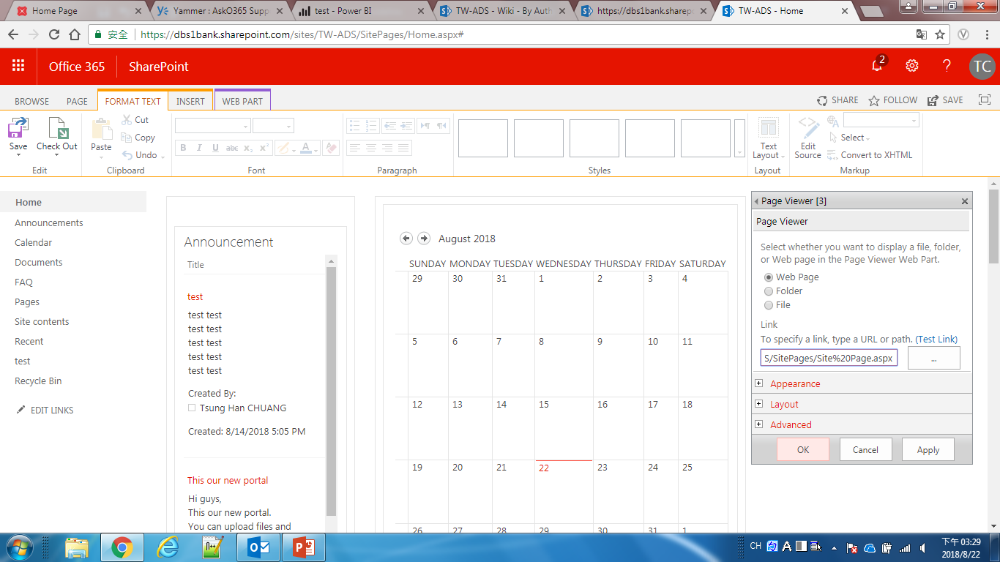 Home Page
Yammer : AskO365 Supp
test - Power BI
TW-ADS - Wiki - By Auth
https://dbs1bank.sharepo
TW-ADS - Home
安全 https://dbs1bank.sharepoint.com/sites/TW-ADS/SitePages/Home.aspx#
Office 365 SharePoint 2 ? TC
BROWSE PAGE FORMAT TEXT INSERT WEB PART SHARE FOLLOW SAVE
Save
Check Out
Edit
Paste
Cut
Copy
Undo
Clipboard
B I U abc x₂ x² A
Font
Paragraph
Styles
Text Layout
Layout
Edit Source
Select
Convert to XHTML
Markup
Home
Announcements
Calendar
Documents
FAQ
Pages
Site contents
Recent
test
Recycle Bin
EDIT LINKS
Announcement
Title
test
test test
test test
test test
test test
test test
Created By:
Tsung Han CHUANG
Created: 8/14/2018 5:05 PM
This our new portal
Hi guys,
This our new portal.
You can upload files and
August 2018
SUNDAY MONDAY TUESDAY WEDNESDAY THURSDAY FRIDAY SATURDAY
29 30 31 1 2 3 4
5 6 7 8 9 10 11
12 13 14 15 16 17 18
19 20 21 22 23 24 25
26 27 28 29 30 31 1
Page Viewer [3]
Page Viewer
Select whether you want to display a file, folder,
or Web page in the Page Viewer Web Part.
Web Page
Folder
File
Link
To specify a link, type a URL or path. (Test Link)
S/SitePages/Site%20Page.aspx ...
Appearance
Layout
Advanced
OK Cancel Apply
CH A
下午 03:29
2018/8/22